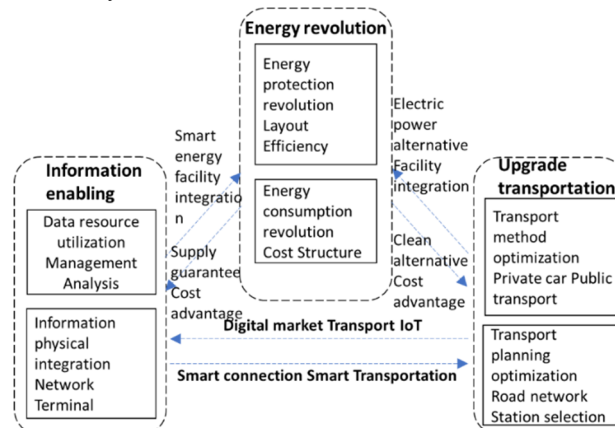 Energy revolution
Energy
protection
revolution
Layout
Efficiency
Energy
consumption
revolution
Cost Structure
Smart
energy
facility
integratio
n
Supply
guarantee
Cost
advantage
Electric
power
alternative
Facility
integration
Clean
alternative
Cost
advantage
Information
enabling
Data resource
utilization
Management
Analysis
Information
physical
integration
Network
Terminal
Upgrade
transportation
Transport
method
optimization
Private car Public
transport
Transport
planning
optimization
Road network
Station selection
Digital market Transport IoT
Smart connection Smart Transportation